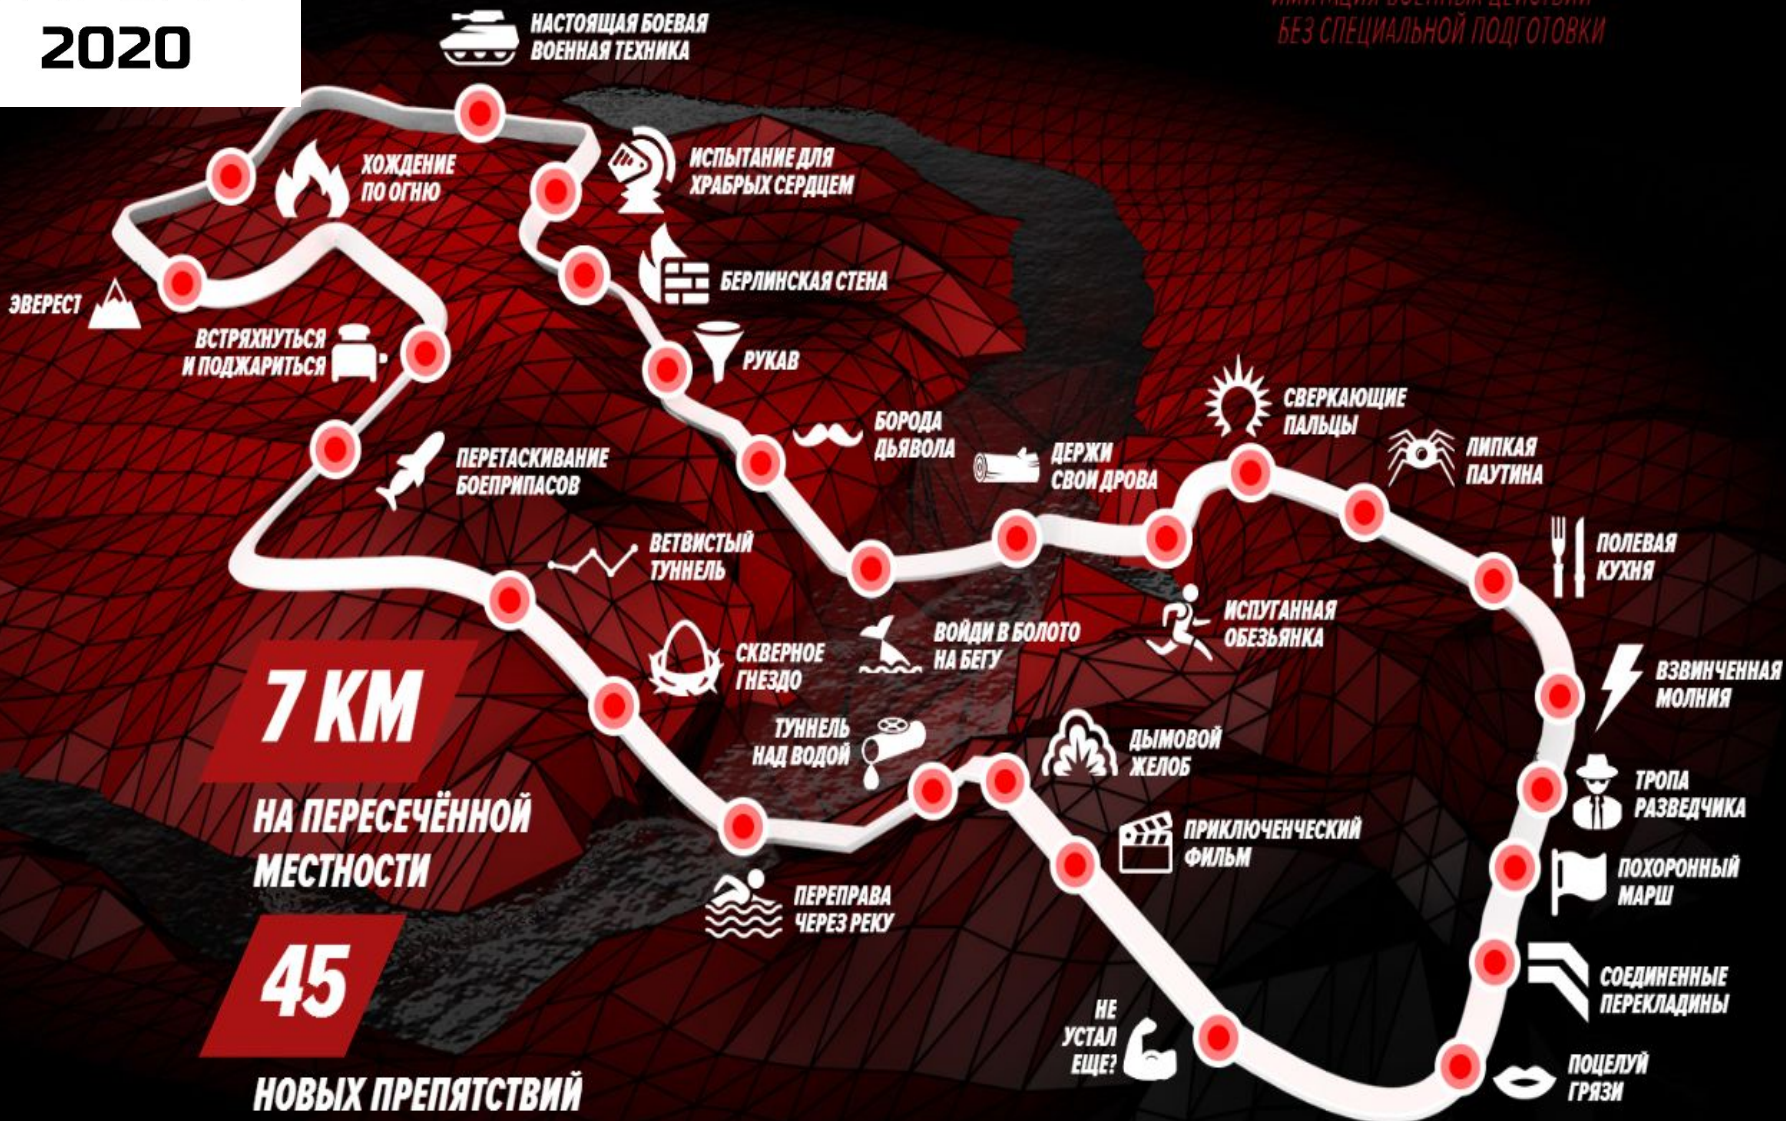 2020
НАСТОЯЩАЯ БОЕВАЯ
ВОЕННАЯ ТЕХНИКА
ИМИТАЦИЯ ВОЕННЫХ ДЕЙСТВИЙ
БЕЗ СПЕЦИАЛЬНОЙ ПОДГОТОВКИ
ХОЖДЕНИЕ
ПО ОГНЮ
ИСПЫТАНИЕ ДЛЯ
ХРАБРЫХ СЕРДЦЕМ
БЕРЛИНСКАЯ СТЕНА
ЭВЕРЕСТ
ВСТРЯХНУТЬСЯ
И ПОДЖАРИТЬСЯ
РУКАВ
БОРОДА
ДЬЯВОЛА
ДЕРЖИ
СВОИ ДРОВА
СВЕРКАЮЩИЕ
ПАЛЬЦЫ
ЛИПКАЯ
ПАУТИНА
ПЕРЕТАСКИВАНИЕ
БОЕПРИПАСОВ
ВЕТВИСТЫЙ
ТУННЕЛЬ
ПОЛЕВАЯ
КУХНЯ
СКВЕРНОЕ
ГНЕЗДО
ВОЙДИ В БОЛОТО
НА БЕГУ
ИСПУГАННАЯ
ОБЕЗЬЯНКА
ВЗВИНЧЕННАЯ
МОЛНИЯ
7 КМ
НА ПЕРЕСЕЧЁННОЙ
МЕСТНОСТИ
ТУННЕЛЬ
НАД ВОДОЙ
ДЫМОВОЙ
ЖЕЛОБ
ТРОПА
РАЗВЕДЧИКА
ПРИКЛЮЧЕНЧЕСКИЙ
ФИЛЬМ
ПОХОРОННЫЙ
МАРШ
ПЕРЕПРАВА
ЧЕРЕЗ РЕКУ
45
НОВЫХ ПРЕПЯТСТВИЙ
СОЕДИНЕННЫЕ
ПЕРЕКЛАДИНЫ
НЕ
УСТАЛ
ЕЩЕ?
ПОЦЕЛУЙ
ГРЯЗИ